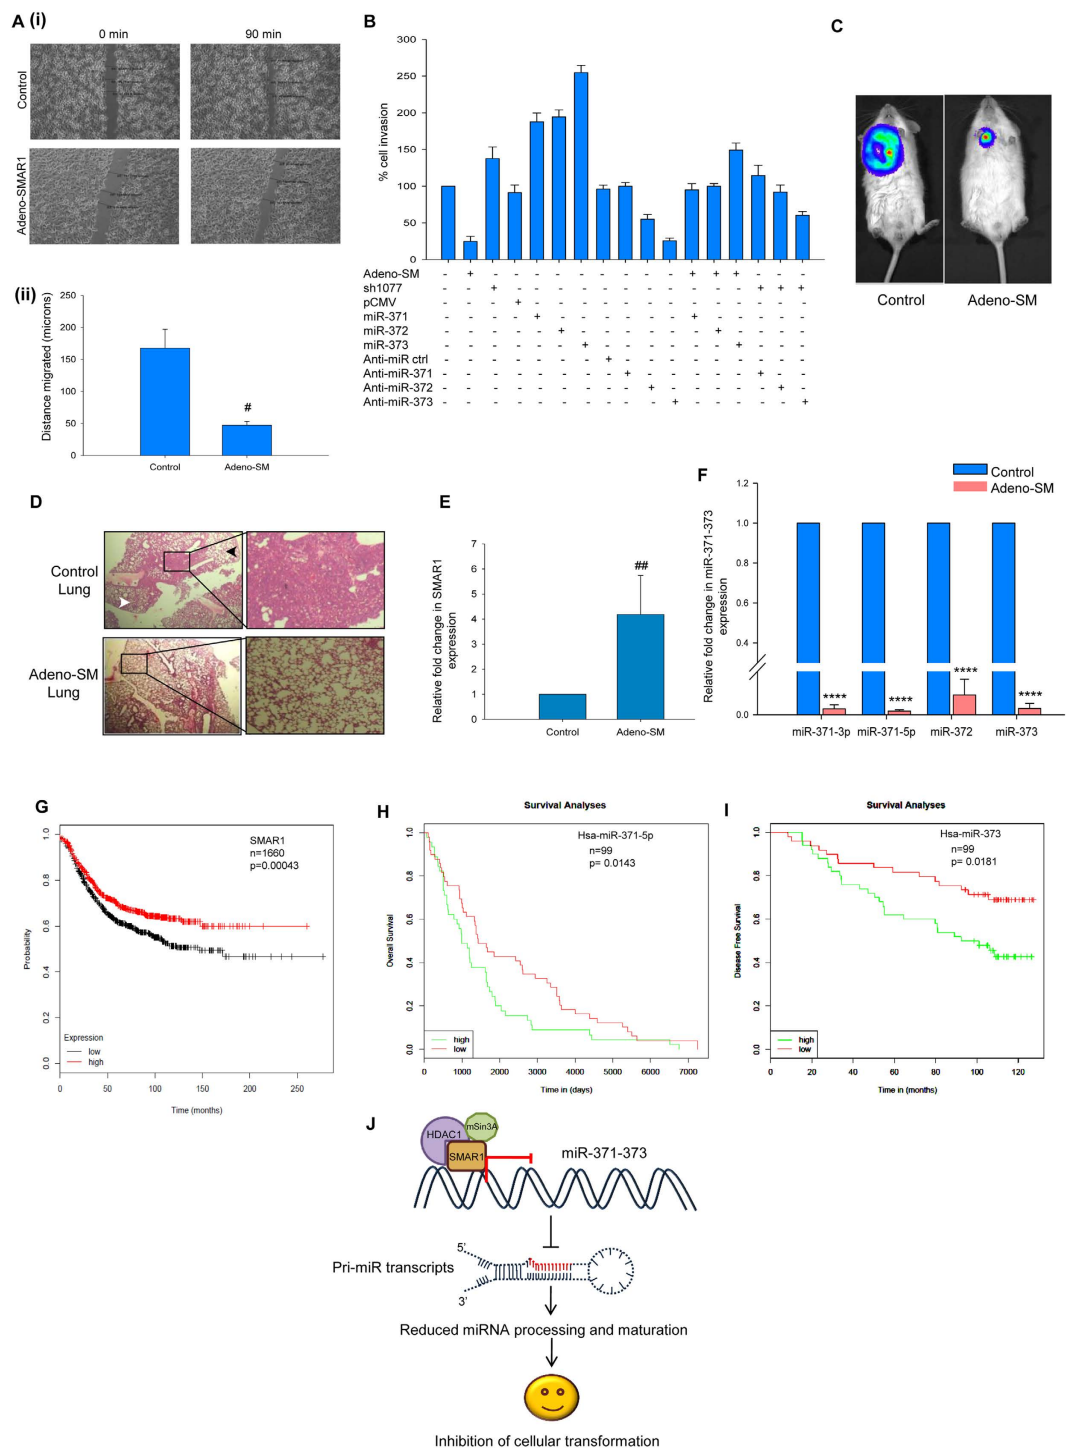 A (i)
0 min
90 min
Control
Adeno-SMAR1
(ii)
Distance migrated (microns)
250
200
150
100
50
0
#
Control
Adeno-SM
B
% cell invasion
300
250
200
150
100
50
0
Adeno-SM - + - - - - - - - - - + + + - - -
sh1077 - - + - - - - - - - - - - - + + +
pCMV - - - + - - - - - - - - - - - - -
miR-371 - - - - + - - - - - - + - - - - -
miR-372 - - - - - + - - - - - - + - - - -
miR-373 - - - - - - + - - - - - - + - - -
Anti-miR ctrl - - - - - - - + - - - - - - - - -
Anti-miR-371 - - - - - - - - + - - - - - + - -
Anti-miR-372 - - - - - - - - - + - - - - - + -
Anti-miR-373 - - - - - - - - - - + - - - - - +
C
Control
Adeno-SM
D
Control
Lung
Adeno-SM
Lung
E
Relative fold change in SMAR1
expression
7
6
5
4
3
2
1
0
##
Control
Adeno-SM
F
Control
Adeno-SM
Relative fold change in miR-371-373
expression
1.2
1.0
0.8
0.6
0.4
0.0
****
****
****
****
miR-371-3p
miR-371-5p
miR-372
miR-373
G
SMAR1
n=1660
p=0.00043
Probability
1.0
0.8
0.6
0.4
0.2
0.0
Expression
low
high
0 50 100 150 200 250
Time (months)
H
Survival Analyses
Hsa-miR-371-5p
n=99
p= 0.0143
Overall Survival
1.0
0.8
0.6
0.4
0.2
0.0
high
low
0 1000 2000 3000 4000 5000 6000 7000
Time in (days)
I
Survival Analyses
Hsa-miR-373
n=99
p= 0.0181
Disease Free Survival
1.0
0.8
0.6
0.4
0.2
0.0
high
low
0 20 40 60 80 100 120
Time in (months)
J
HDAC1
mSin3A
SMAR1
miR-371-373
5'
Pri-miR transcripts
3'
Reduced miRNA processing and maturation
Inhibition of cellular transformation